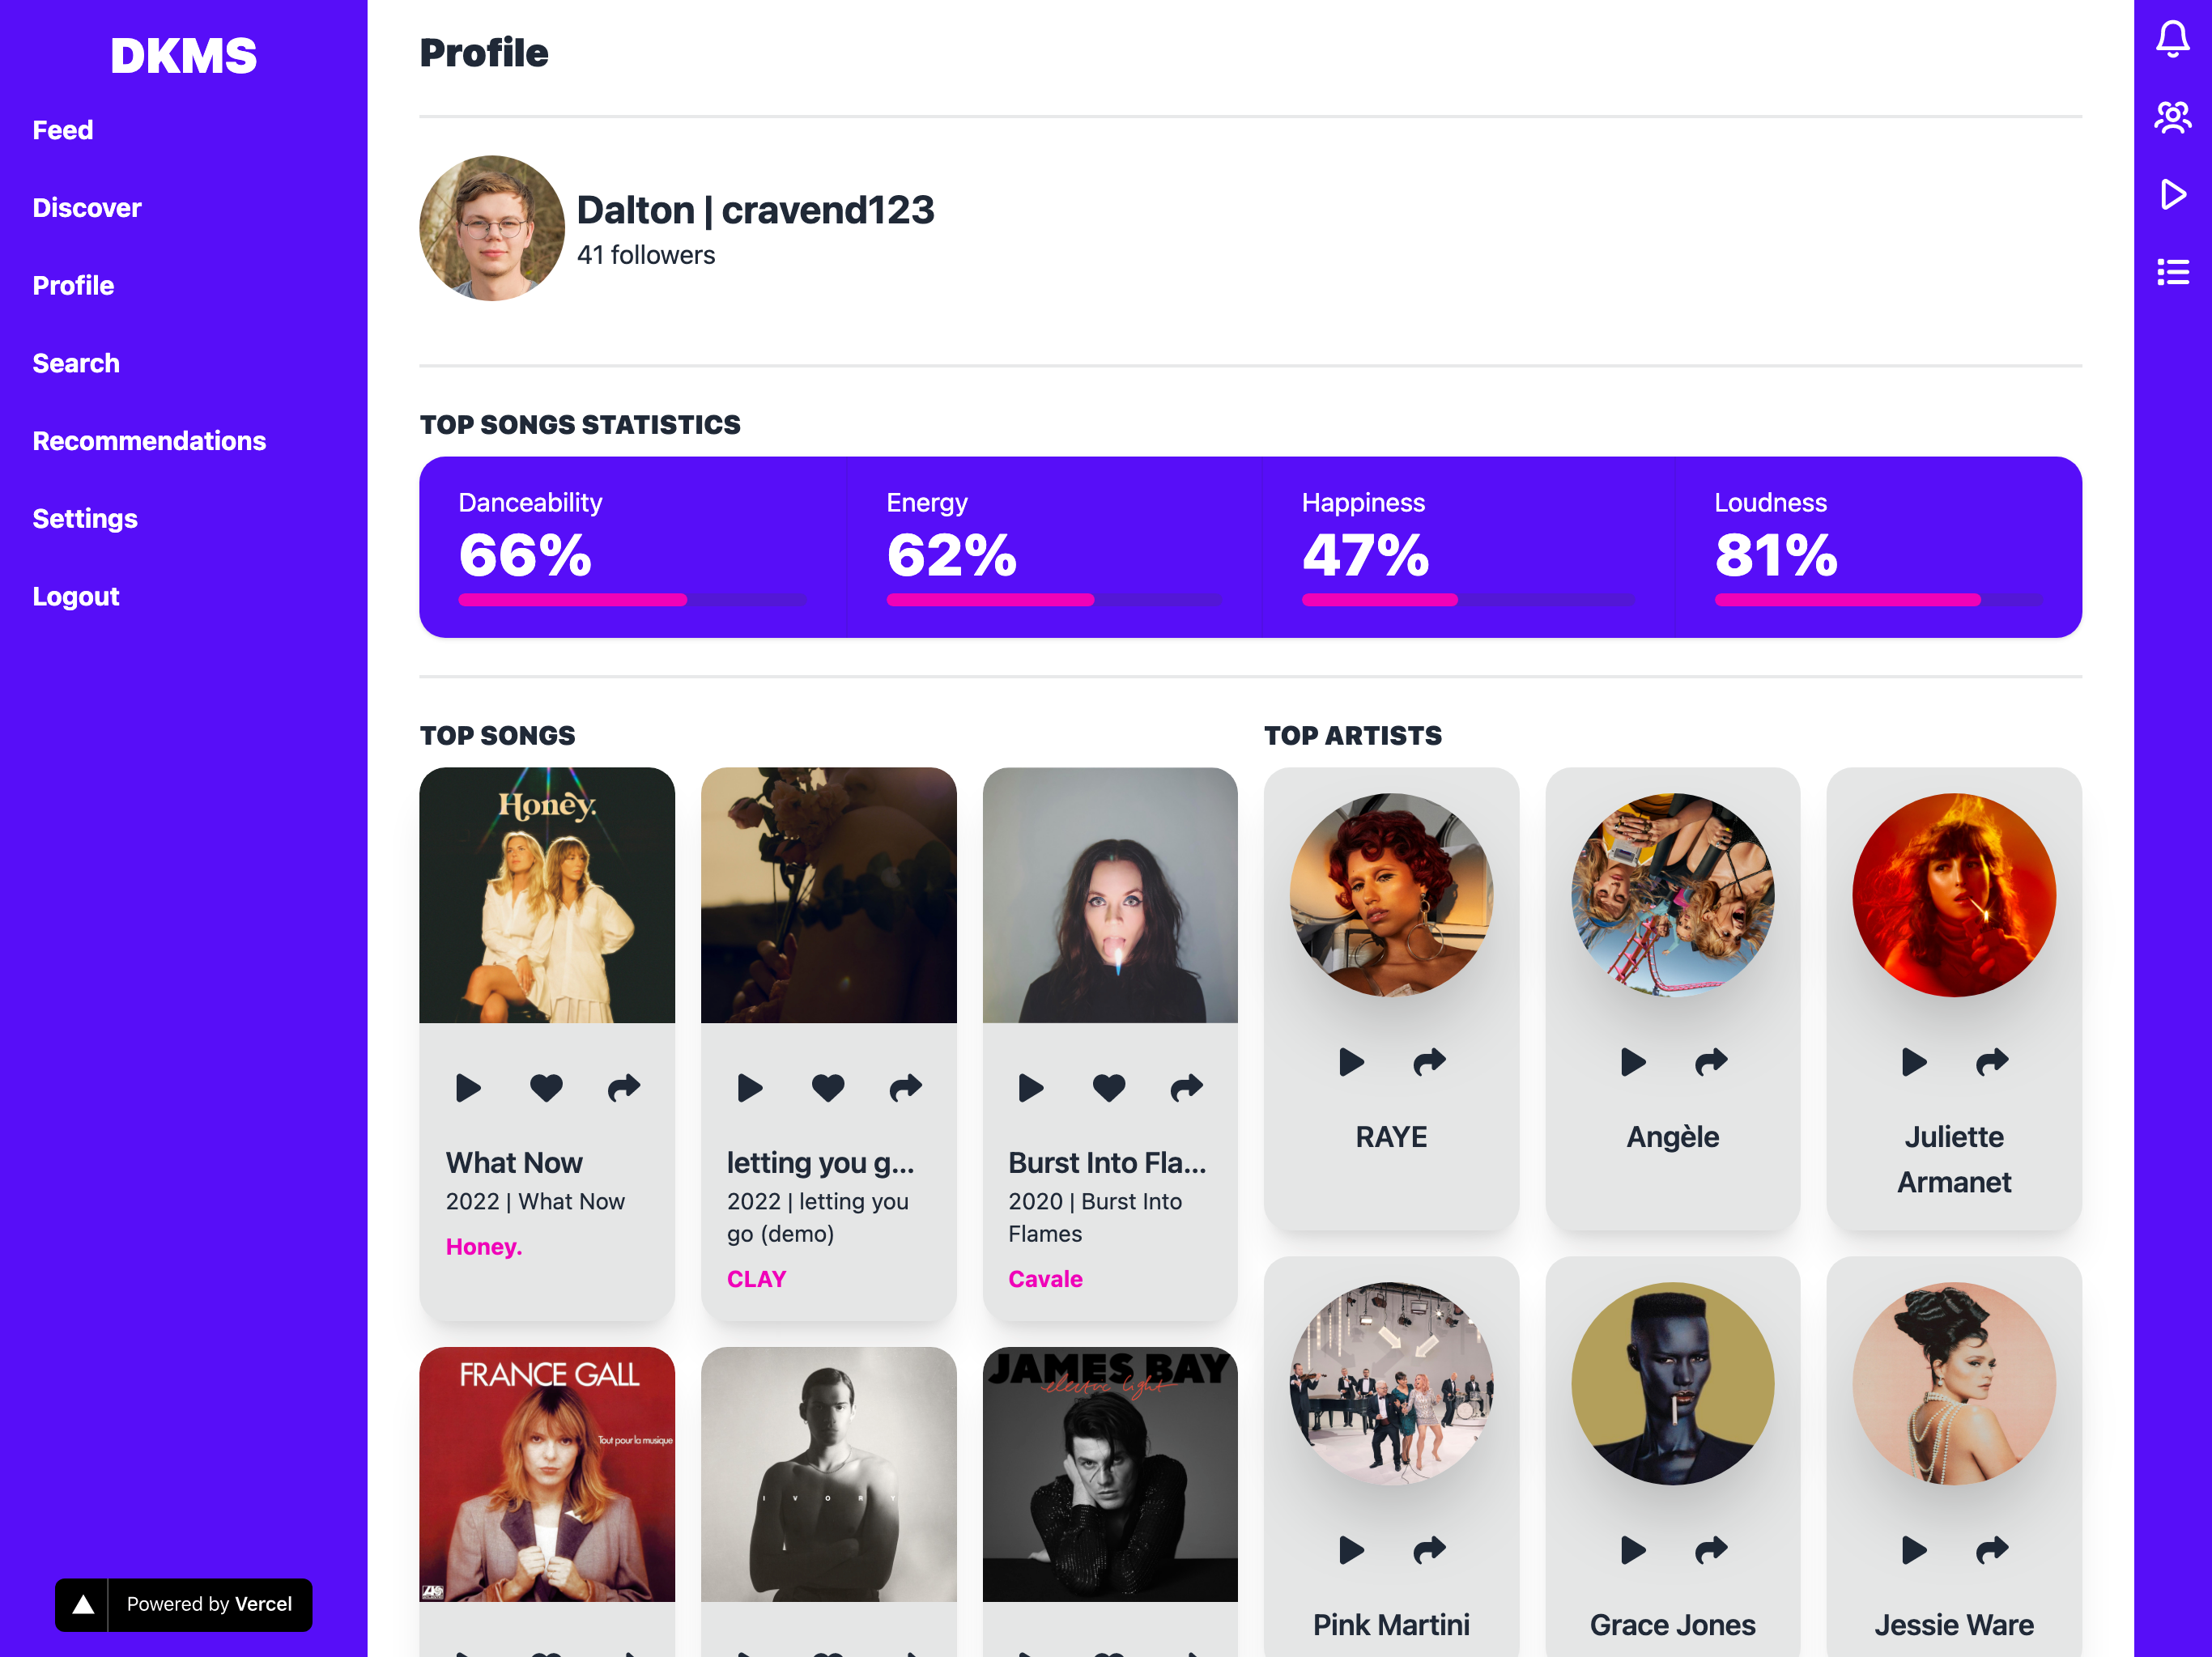 DKMS
Feed
Discover
Profile
Search
Recommendations
Settings
Logout
Powered by Vercel
Profile
Dalton | cravend123
41 followers
TOP SONGS STATISTICS
Danceability
66%
Energy
62%
Happiness
47%
Loudness
81%
TOP SONGS
Honey.
What Now
2022 | What Now
Honey.
letting you g...
2022 | letting you
go (demo)
CLAY
Burst Into Fla...
2020 | Burst Into
Flames
Cavale
FRANCE GALL
Tout pour la musique
IVORY
JAMES BAY
electric light
TOP ARTISTS
RAYE
Angèle
Juliette
Armanet
Pink Martini
Grace Jones
Jessie Ware